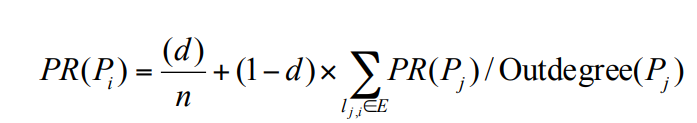 PR(P_i) = (d)/n + (1 − d) × ∑_{l_{j,i}∈E} PR(P_j) / Outdegree(P_j)